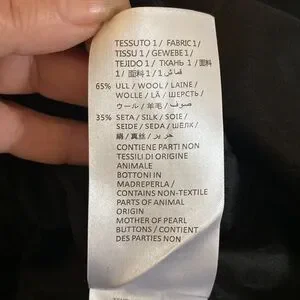 TESSUTO 1 / FABRIC 1/
TISSU 1 / GEWEBE 1/
TEJIDO 1 / ТКАНЬ 1 / 面料
1/ 面料 1 / 1 قماش/
65% ULL / WOOL / LAINE /
WOLLE / LÃ / ШЕРСТЬ /
ウール / 羊毛 / صوف /
35% SETA / SILK / SOIE /
SEIDE / SEDA / ШЕЛК /
絹 / 真丝 / حرير /
CONTIENE PARTI NON
TESSILI DI ORIGINE
ANIMALE
BOTTONI IN
MADREPERLA /
CONTAINS NON-TEXTILE
PARTS OF ANIMAL
ORIGIN
MOTHER OF PEARL
BUTTONS / CONTIENT
DES PARTIES NON